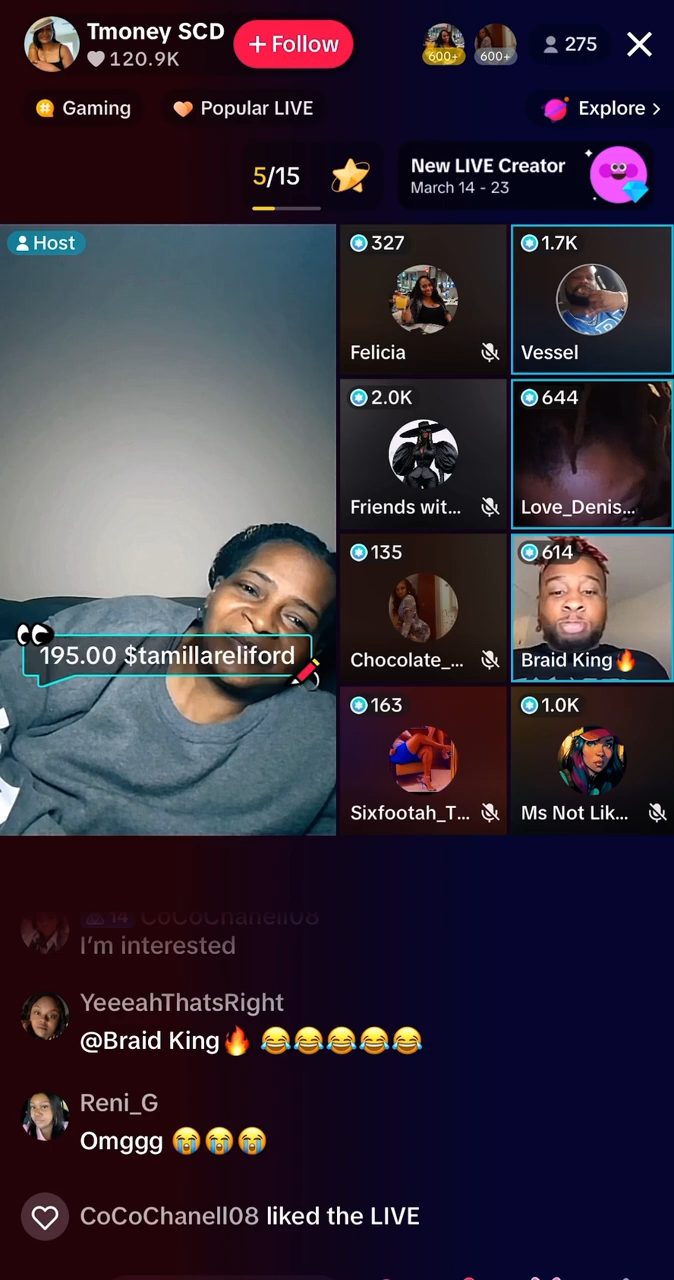 Tmoney SCD
120.9K
+ Follow
600+
600+
275
Gaming
Popular LIVE
Explore >
5/15
New LIVE Creator
March 14 - 23
Host
195.00 $tamillareliford
327
Felicia
1.7K
Vessel
2.0K
Friends wit...
644
Love_Denis...
135
Chocolate_...
614
Braid King🔥
163
Sixfootah_T...
1.0K
Ms Not Lik...
14 CoCoChanell08
I'm interested
YeeeahThatsRight
@Braid King🔥 😂😂😂😂😂
Reni_G
Omggg 😭😭😭
CoCoChanell08 liked the LIVE